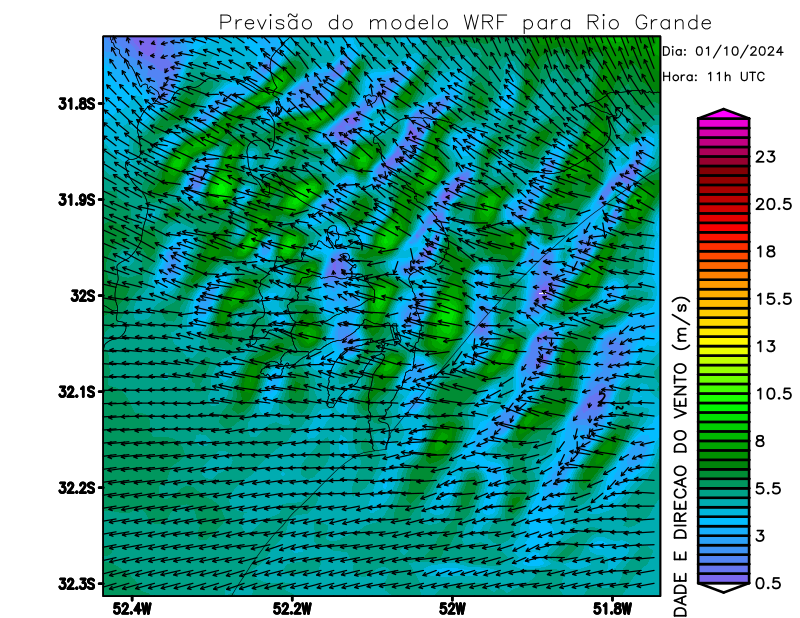 Previsão do modelo WRF para Rio Grande
Dia: 01/10/2024
Hora: 11h UTC
31.8S
31.9S
32S
32.1S
32.2S
32.3S
52.4W 52.2W 52W 51.8W
23
20.5
18
15.5
13
10.5
8
5.5
3
0.5
DADE E DIRECAO DO VENTO (m/s)